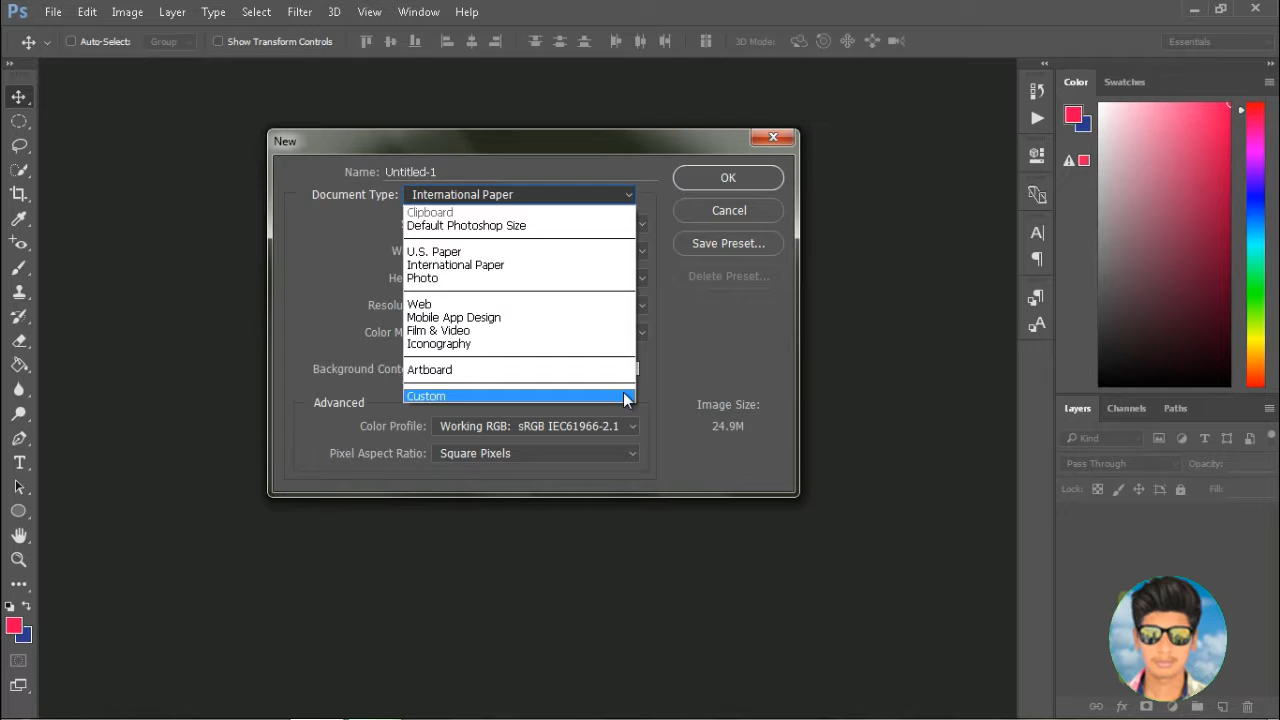 Ps File Edit Image Layer Type Select Filter 3D View Window Help
Auto-Select: Group Show Transform Controls 3D Mode: Essentials
Color Swatches
New
Name: Untitled-1
Document Type: International Paper
OK
Clipboard
Default Photoshop Size
Cancel
U.S. Paper
International Paper
Photo
Save Preset...
Delete Preset...
Web
Mobile App Design
Film & Video
Iconography
Resolu
Color M
Background Conte
Artboard
Custom
Advanced
Image Size:
24.9M
Color Profile: Working RGB: sRGB IEC61966-2.1
Pixel Aspect Ratio: Square Pixels
Layers Channels Paths
Kind
Pass Through Opacity:
Lock: Fill:
fx